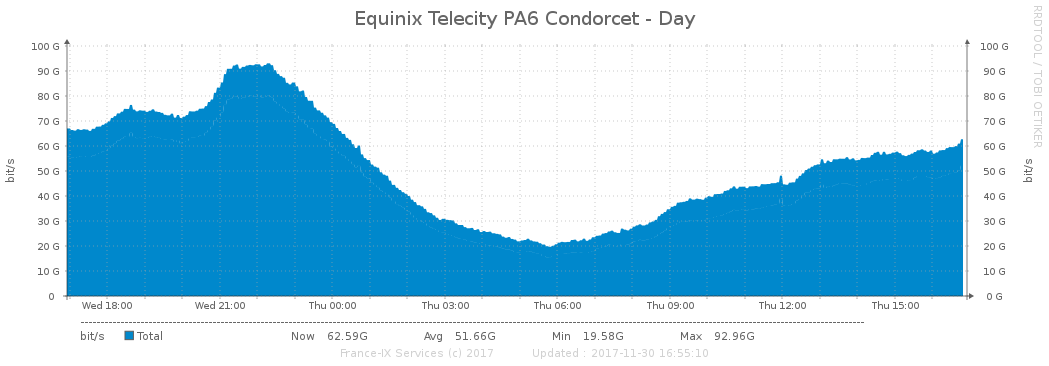 Equinix Telecity PA6 Condorcet - Day
RRDTOOL / TOBI OETIKER
100 G 100 G
90 G 90 G
80 G 80 G
70 G 70 G
60 G 60 G
50 G 50 G
40 G 40 G
30 G 30 G
20 G 20 G
10 G 10 G
0 0 G
bit/s bit/s
Wed 18:00 Wed 21:00 Thu 00:00 Thu 03:00 Thu 06:00 Thu 09:00 Thu 12:00 Thu 15:00
bit/s Total Now 62.59G Avg 51.66G Min 19.58G Max 92.96G
France-IX Services (c) 2017 Updated : 2017-11-30 16:55:10